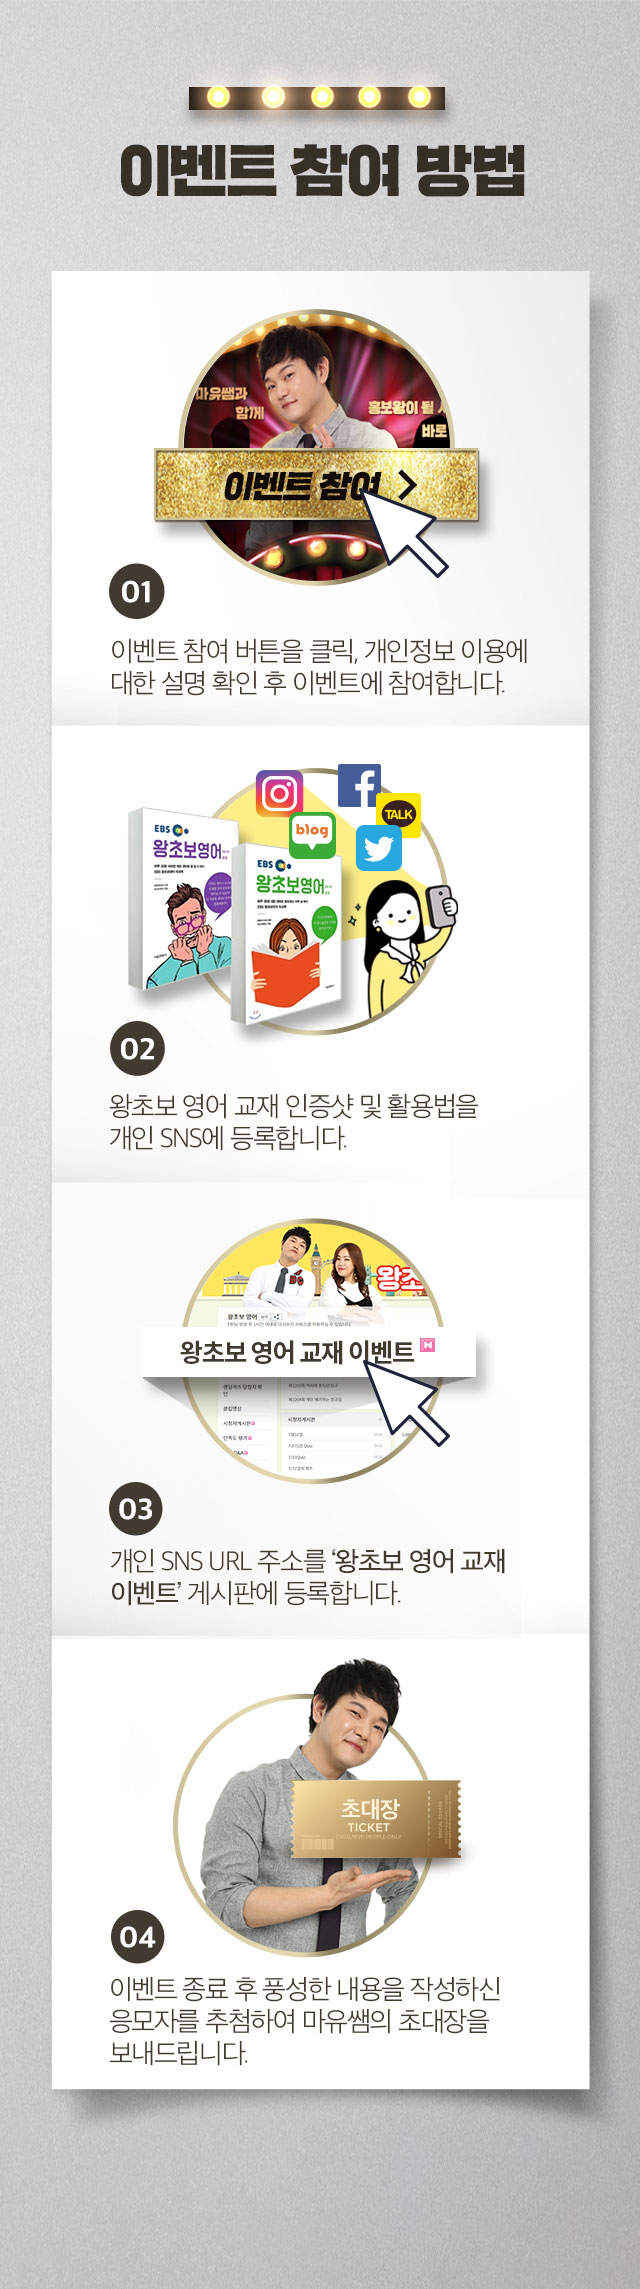 이벤트 참여 방법
마유쌤과
함께
홍보왕이 될
바로
이벤트 참여
01
이벤트 참여 버튼을 클릭, 개인정보 이용에
대한 설명 확인 후 이벤트에 참여합니다.
TALK
blog
EBS
왕초보영어
EBS
왕초보영어
02
왕초보 영어 교재 인증샷 및 활용법을
개인 SNS에 등록합니다.
왕초
왕초보 영어
왕초보 영어 교재 이벤트 N
시청자게시판
03
개인 SNS URL 주소를 ‘왕초보 영어 교재
이벤트’ 게시판에 등록합니다.
초대장
TICKET
EXCLUSIVE PEOPLE ONLY
04
이벤트 종료 후 풍성한 내용을 작성하신
응모자를 추첨하여 마유쌤의 초대장을
보내드립니다.